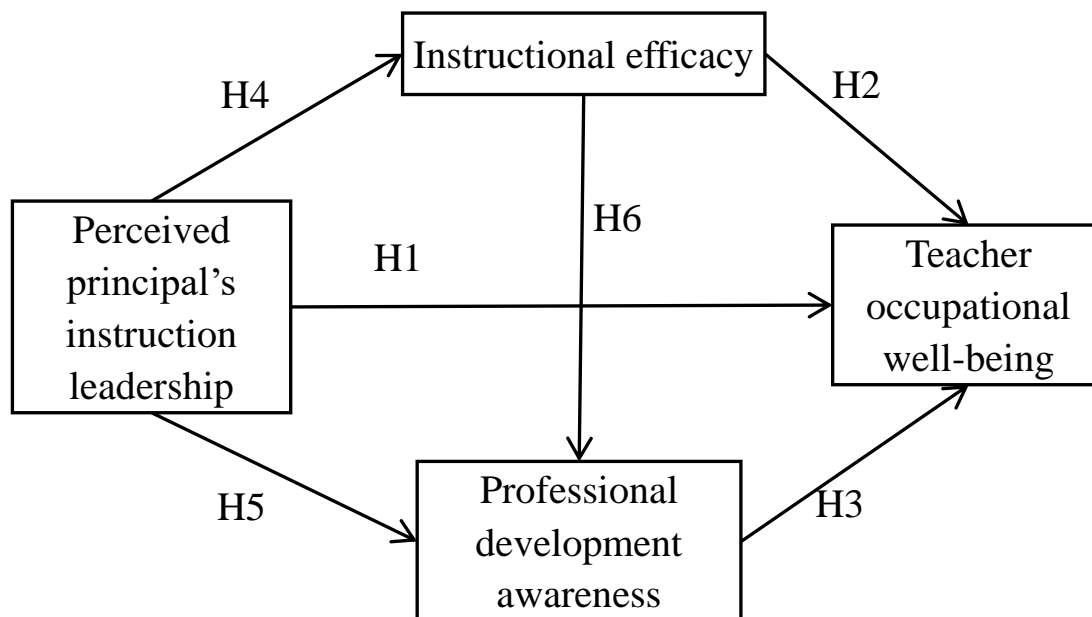 Instructional efficacy
H4
H2
Perceived
principal’s
instruction
leadership
H1
H6
Teacher
occupational
well-being
H5
Professional
development
awareness
H3